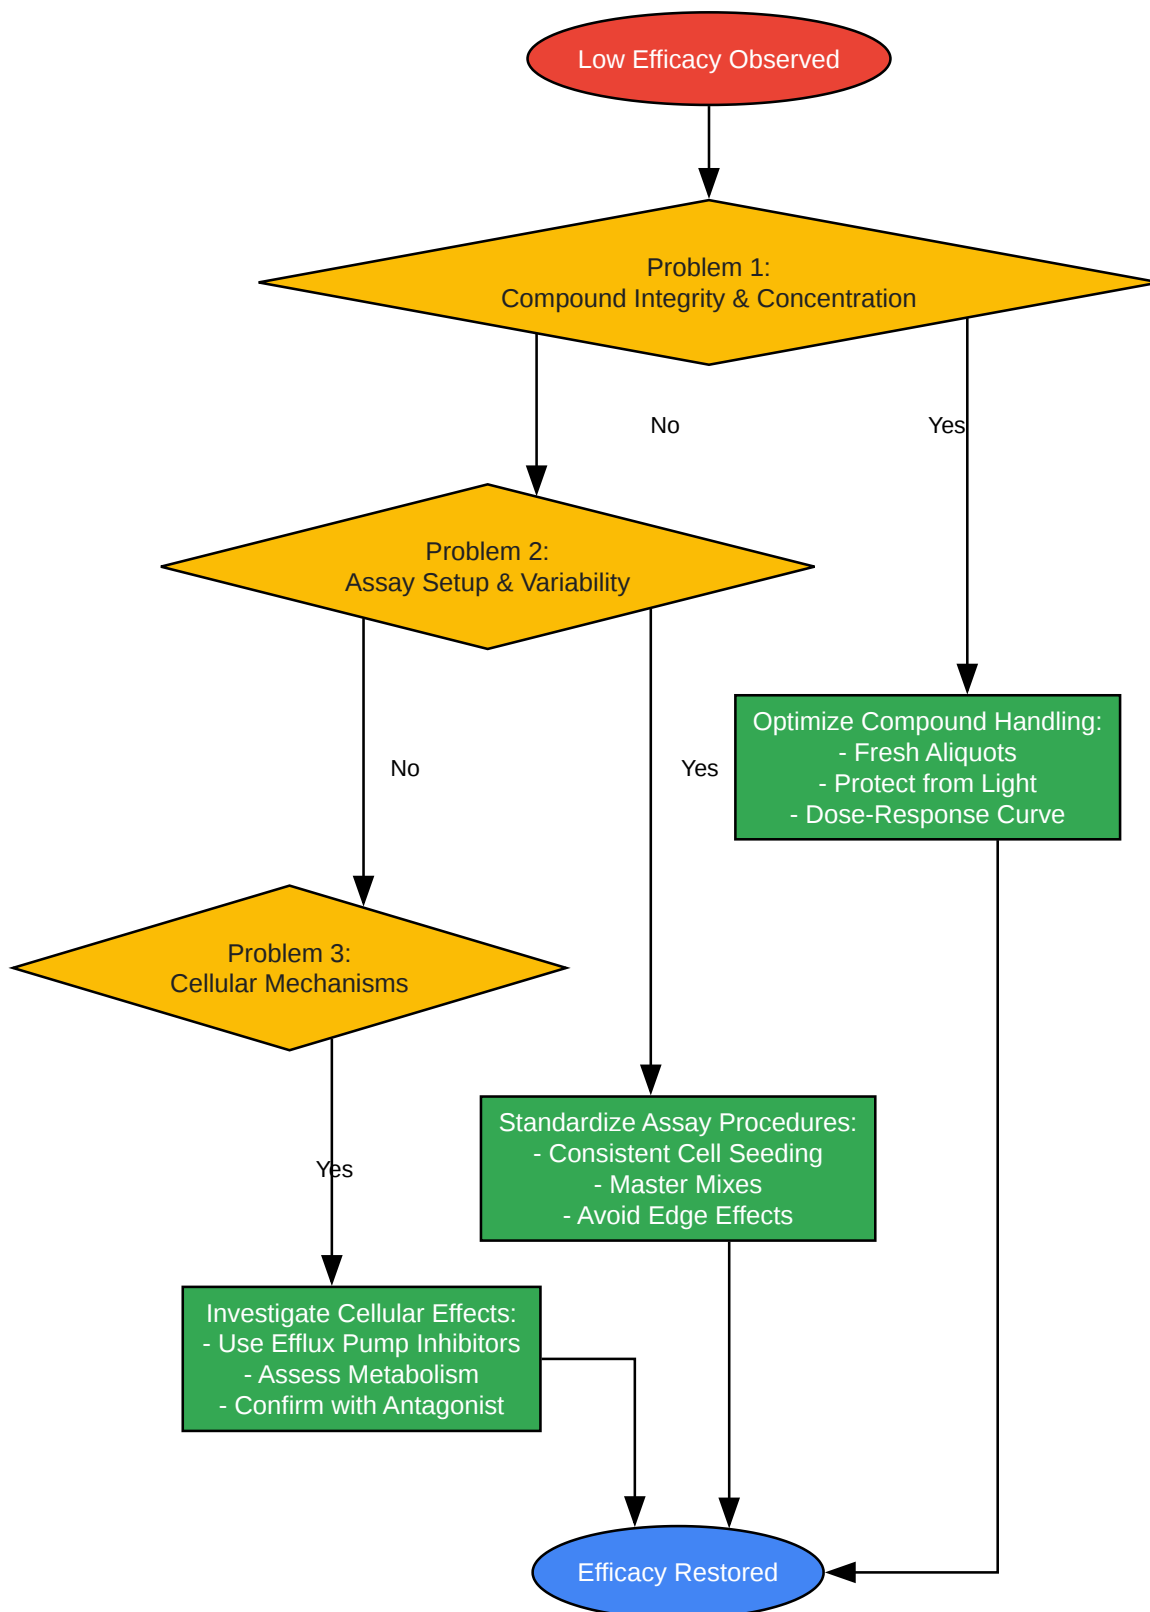 Low Efficacy Observed
Problem 1:
Compound Integrity & Concentration
No
Yes
Problem 2:
Assay Setup & Variability
Optimize Compound Handling:
- Fresh Aliquots
- Protect from Light
- Dose-Response Curve
No
Yes
Problem 3:
Cellular Mechanisms
Standardize Assay Procedures:
- Consistent Cell Seeding
- Master Mixes
- Avoid Edge Effects
Yes
Investigate Cellular Effects:
- Use Efflux Pump Inhibitors
- Assess Metabolism
- Confirm with Antagonist
Efficacy Restored